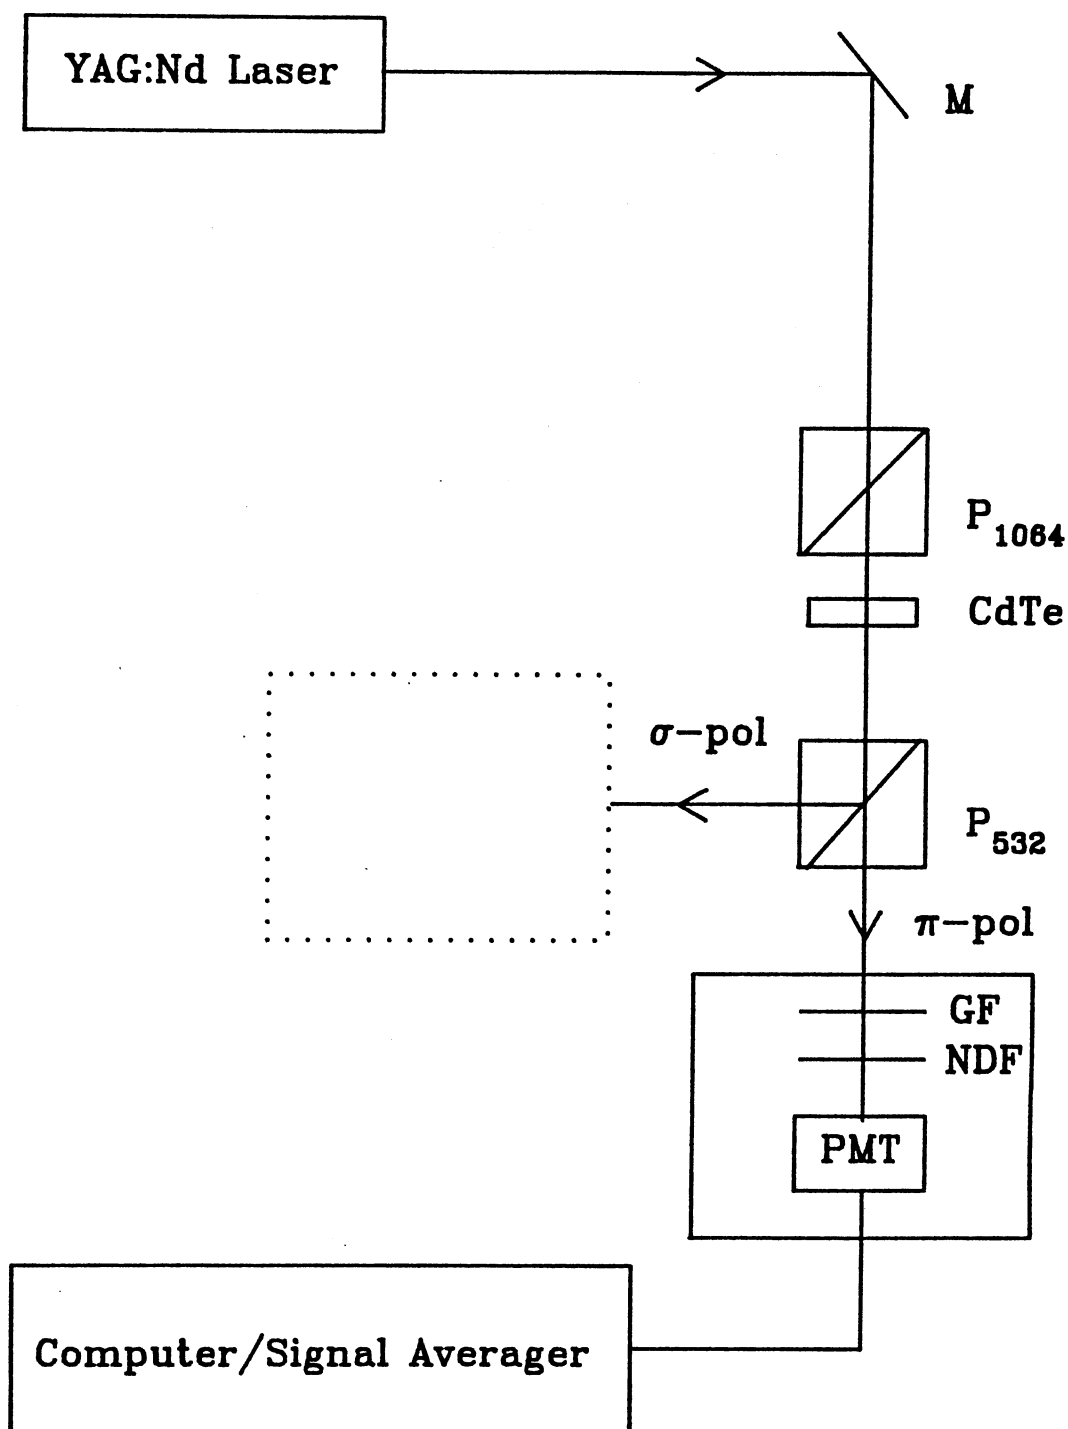 YAG:Nd Laser
M
P1064
CdTe
σ-pol
P532
π-pol
GF
NDF
PMT
Computer/Signal Averager